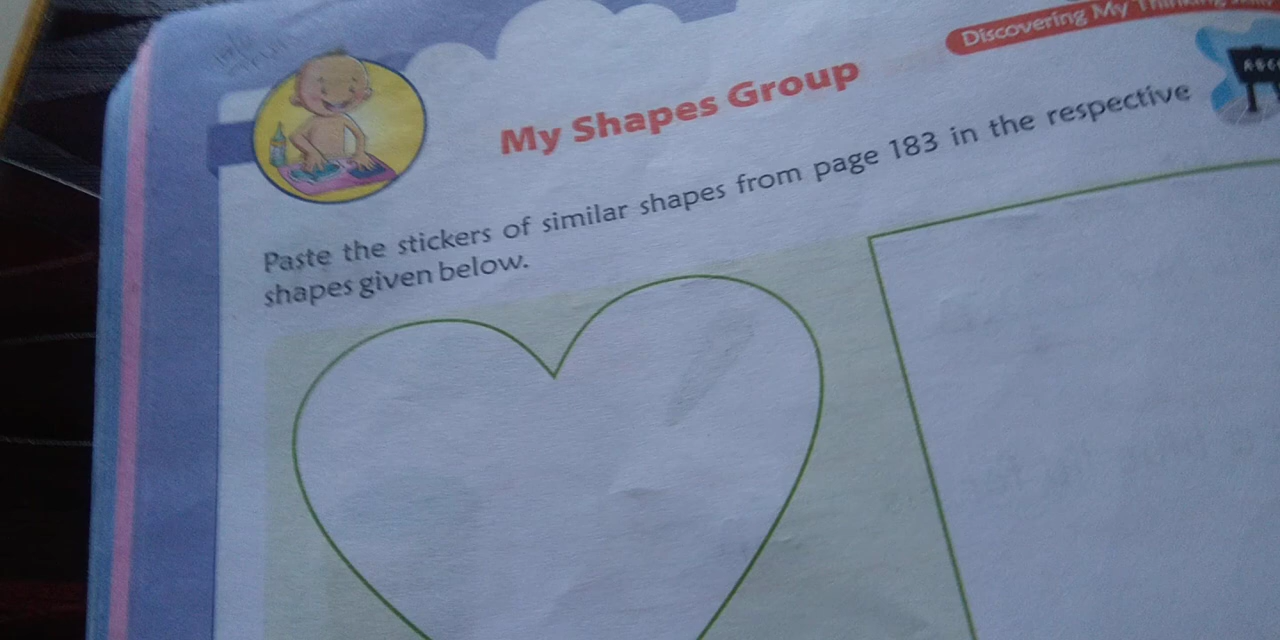 Discovering My Thinking
My Shapes Group
Paste the stickers of similar shapes from page 183 in the respective
shapes given below.